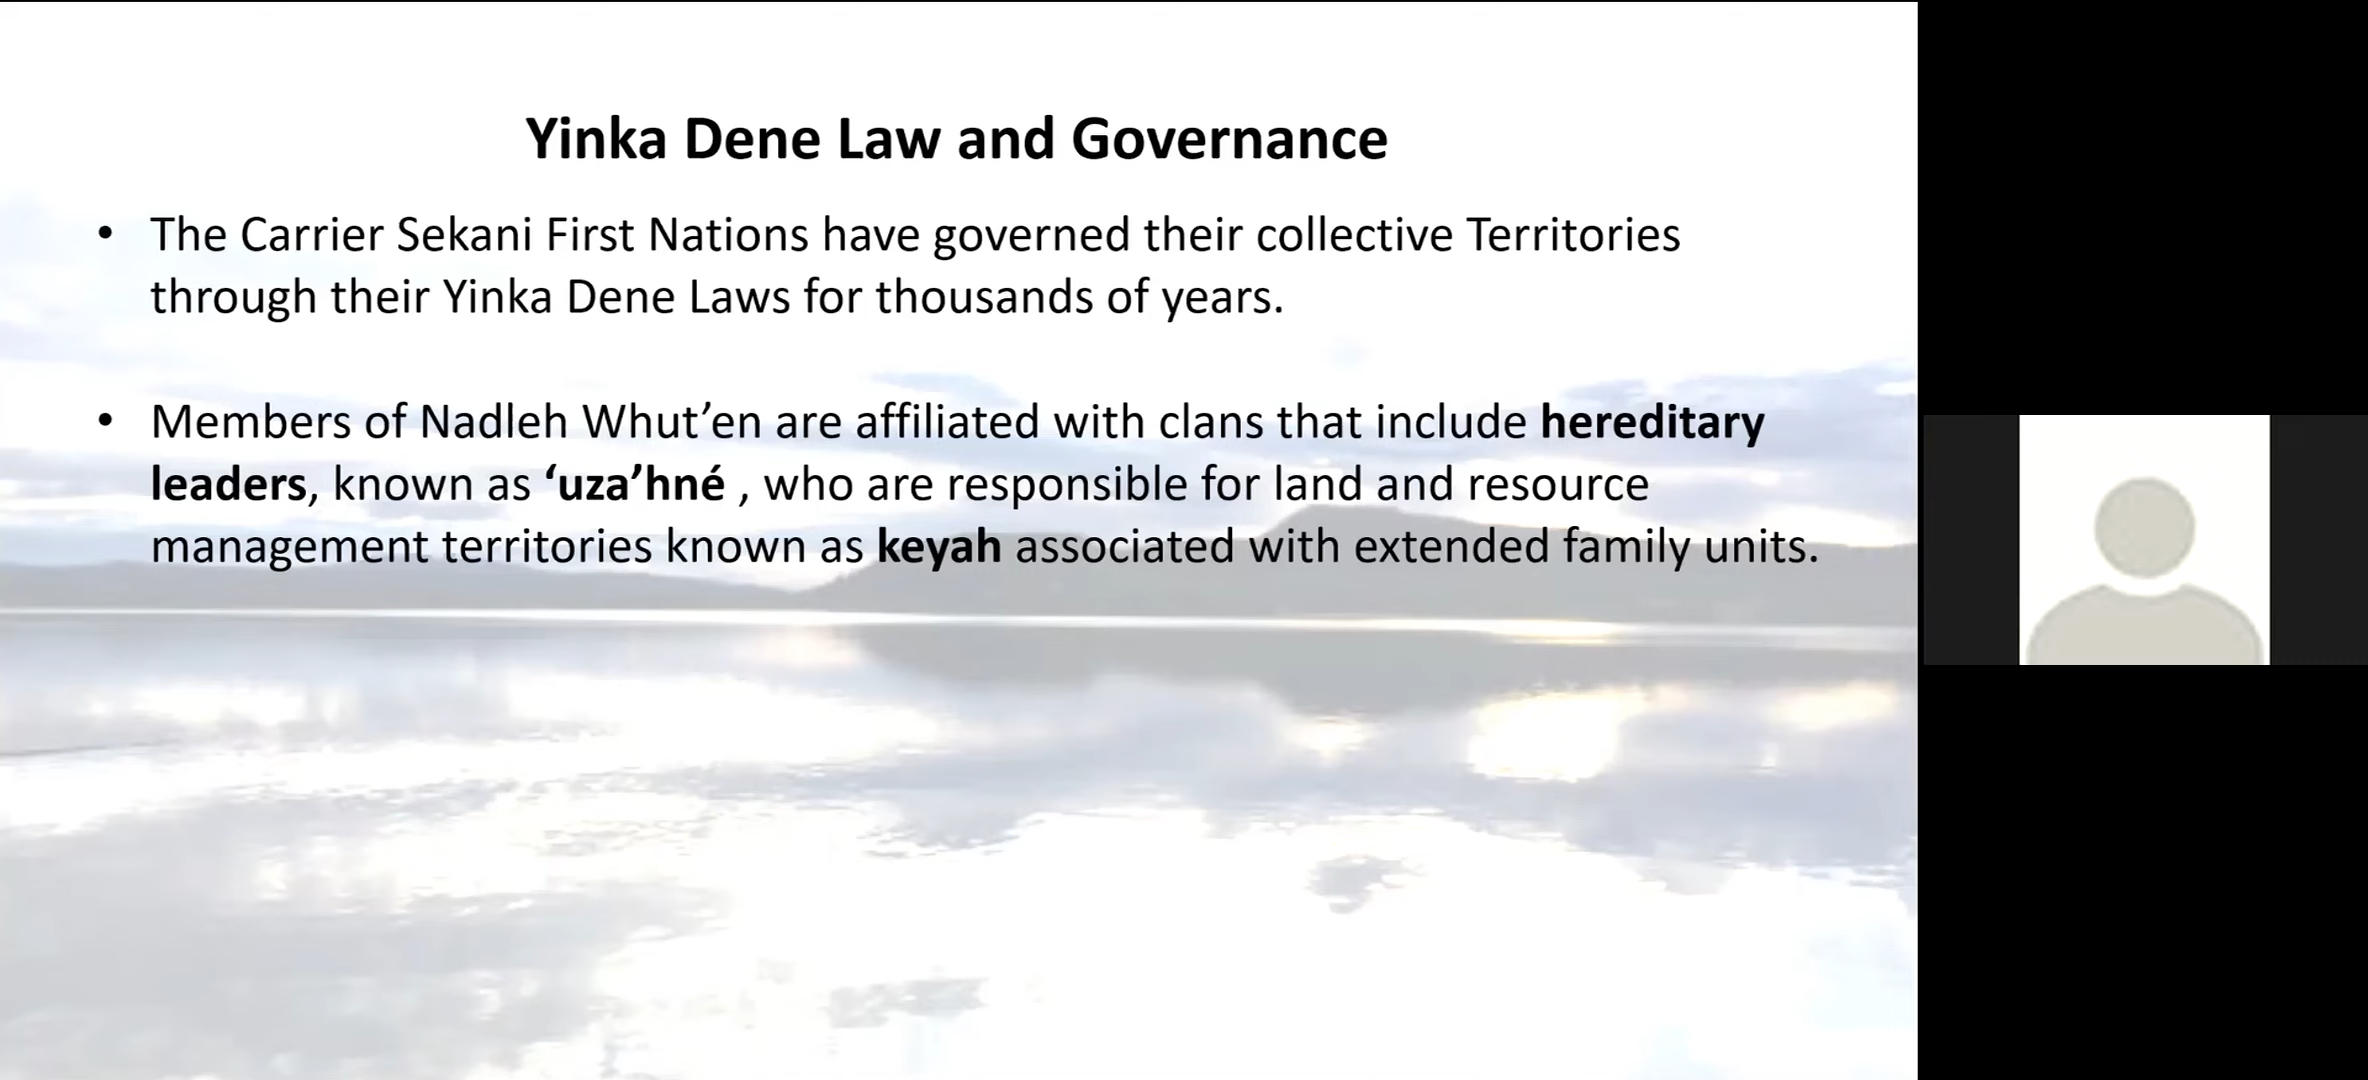 Yinka Dene Law and Governance
• The Carrier Sekani First Nations have governed their collective Territories
through their Yinka Dene Laws for thousands of years.
• Members of Nadleh Whut’en are affiliated with clans that include hereditary
leaders, known as ‘uza’hné , who are responsible for land and resource
management territories known as keyah associated with extended family units.